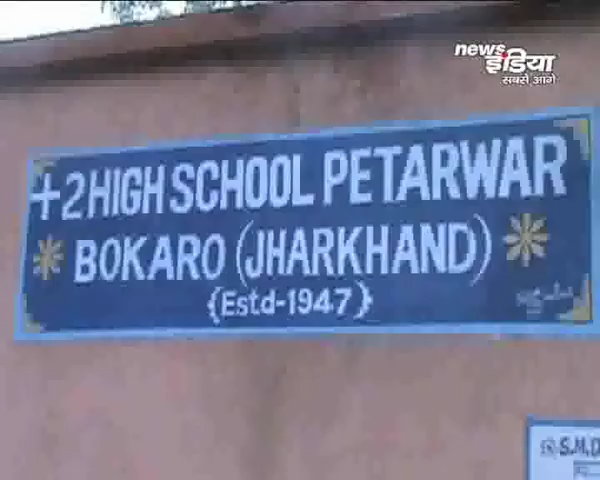 news
इंडिया
सबसे आगे
+2 HIGH SCHOOL PETARWAR
BOKARO (JHARKHAND)
{Estd-1947}
S.M.D